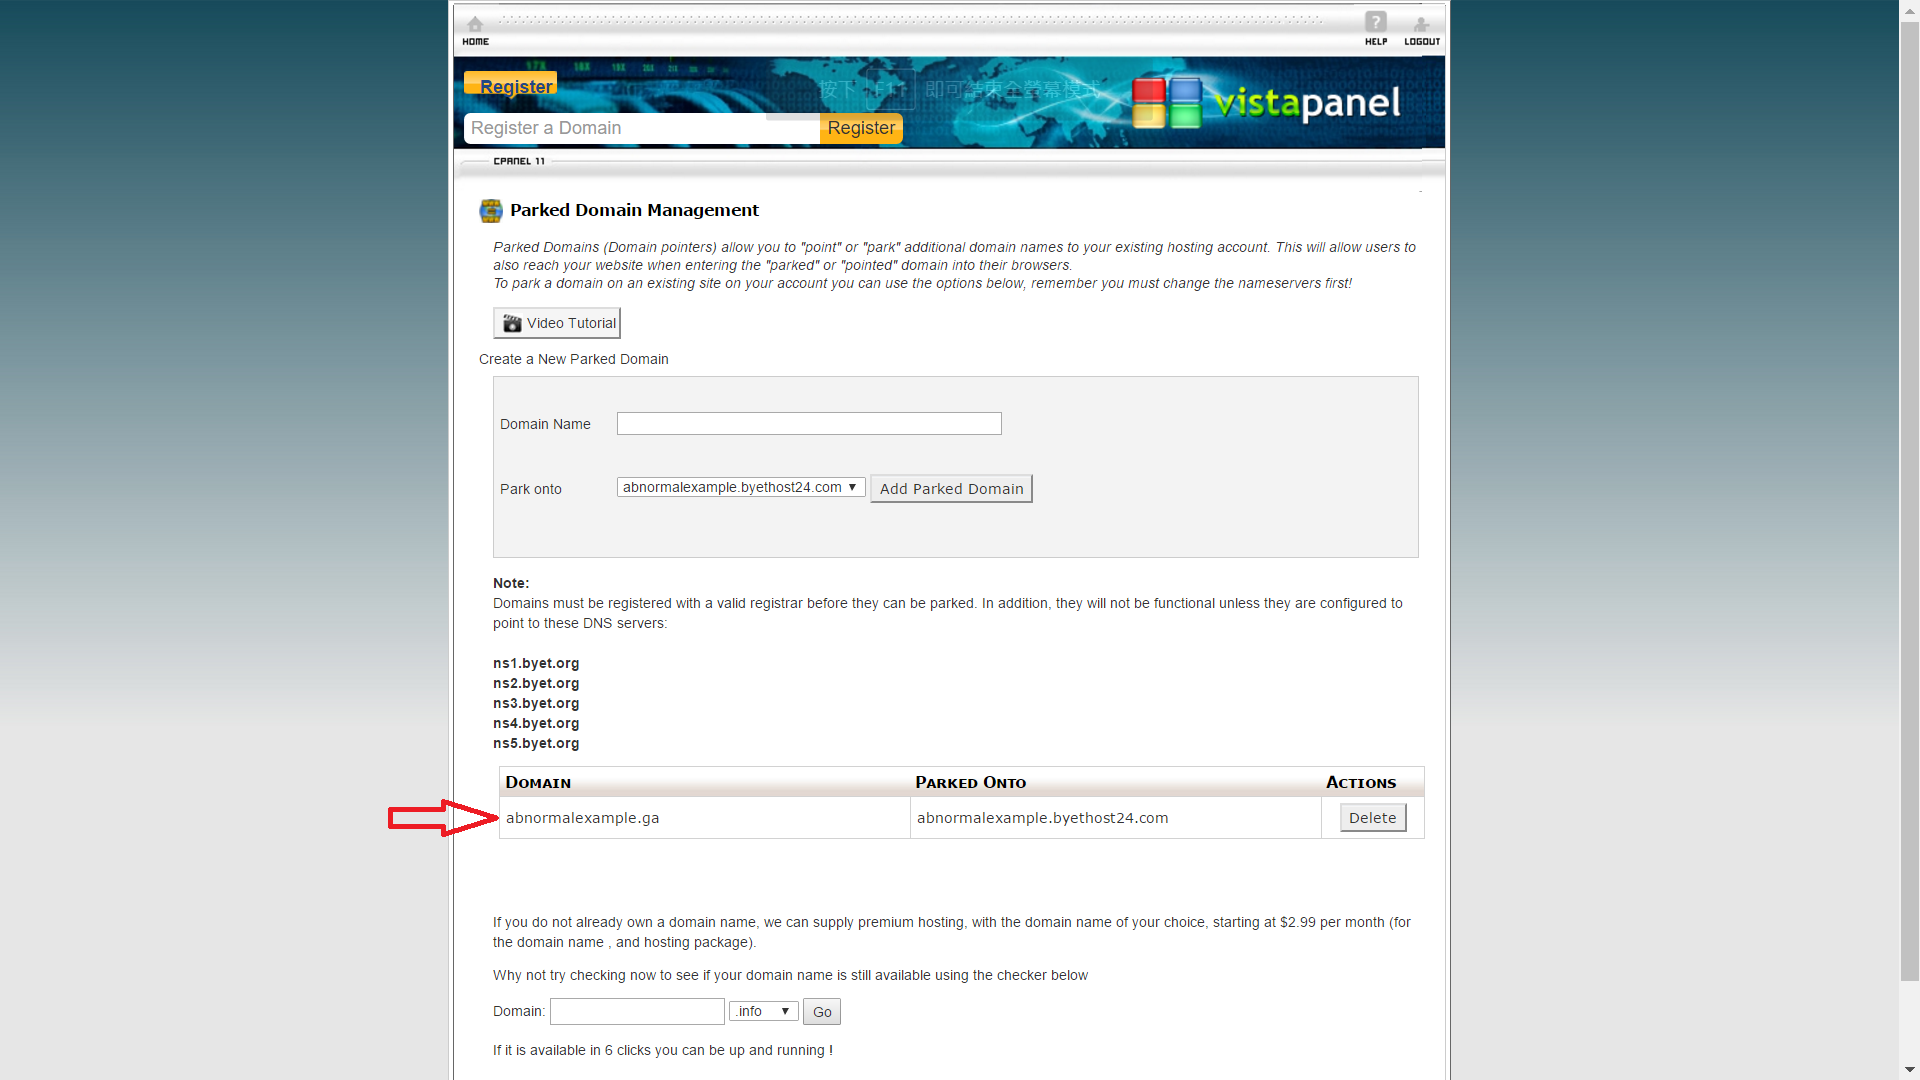 HOME
HELP
LOGOUT
Register
按下 F11 即可結束全螢幕模式
vistapanel
Register a Domain
Register
CPANEL 11
Parked Domain Management
Parked Domains (Domain pointers) allow you to "point" or "park" additional domain names to your existing hosting account. This will allow users to
also reach your website when entering the "parked" or "pointed" domain into their browsers.
To park a domain on an existing site on your account you can use the options below, remember you must change the nameservers first!
Video Tutorial
Create a New Parked Domain
Domain Name
Park onto
abnormalexample.byethost24.com
Add Parked Domain
Note:
Domains must be registered with a valid registrar before they can be parked. In addition, they will not be functional unless they are configured to
point to these DNS servers:
ns1.byet.org
ns2.byet.org
ns3.byet.org
ns4.byet.org
ns5.byet.org
DOMAIN PARKED ONTO ACTIONS
abnormalexample.ga abnormalexample.byethost24.com Delete
If you do not already own a domain name, we can supply premium hosting, with the domain name of your choice, starting at $2.99 per month (for
the domain name , and hosting package).
Why not try checking now to see if your domain name is still available using the checker below
Domain: .info Go
If it is available in 6 clicks you can be up and running !